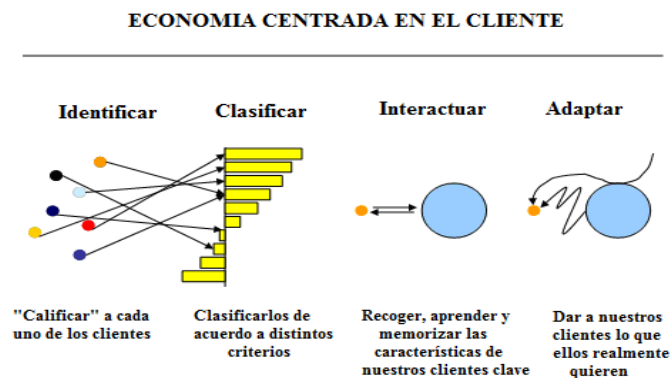 ECONOMIA CENTRADA EN EL CLIENTE
Identificar
Clasificar
Interactuar
Adaptar
"Calificar" a cada
uno de los clientes
Clasificarlos de
acuerdo a distintos
criterios
Recoger, aprender y
memorizar las
características de
nuestros clientes clave
Dar a nuestros
clientes lo que
ellos realmente
quieren